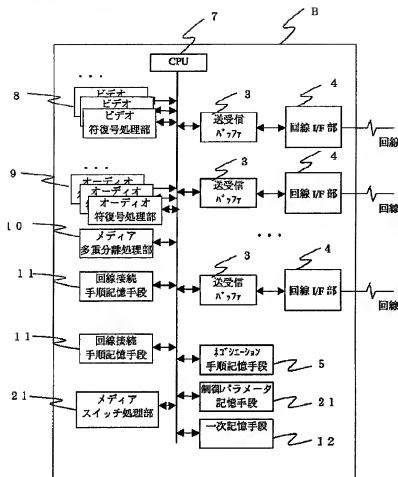 7
B
CPU
・・・
ビデオ
ビデオ
ビデオ
符復号処理部
8
3
送受信
バッファ
4
回線I/F部
回線
・・・
オーディオ
オーディオ
オーディオ
符復号処理部
9
3
送受信
バッファ
4
回線I/F部
回線
10
メディア
多重分離処理部
・・・
11
回線接続
手順記憶手段
3
送受信
バッファ
4
回線I/F部
回線
11
回線接続
手順記憶手段
ネゴシエーション
手順記憶手段
5
21
メディア
スイッチ処理部
制御パラメータ
記憶手段
21
一次記憶手段
12